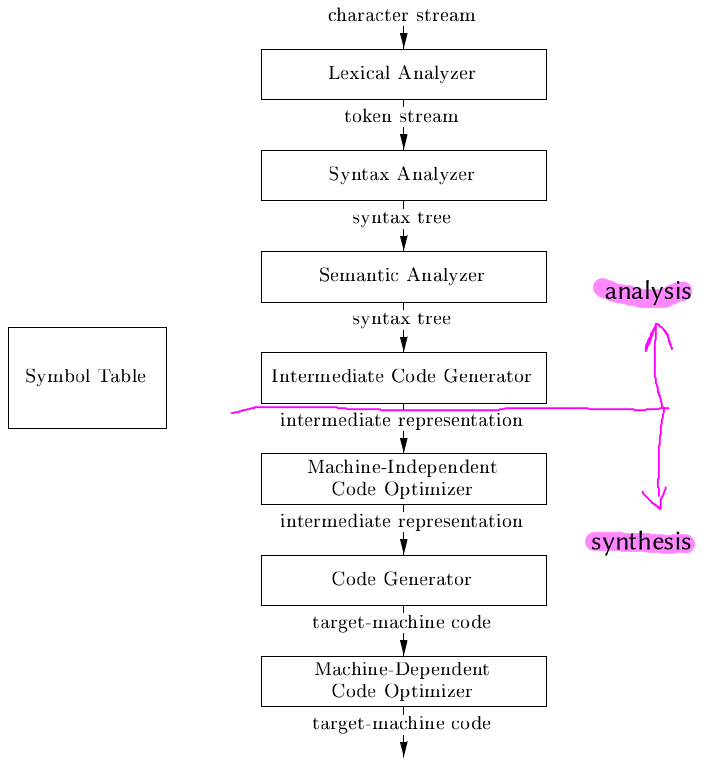 character stream
Lexical Analyzer
token stream
Syntax Analyzer
syntax tree
Semantic Analyzer
analysis
syntax tree
Symbol Table
Intermediate Code Generator
intermediate representation
Machine-Independent
Code Optimizer
intermediate representation
synthesis
Code Generator
target-machine code
Machine-Dependent
Code Optimizer
target-machine code